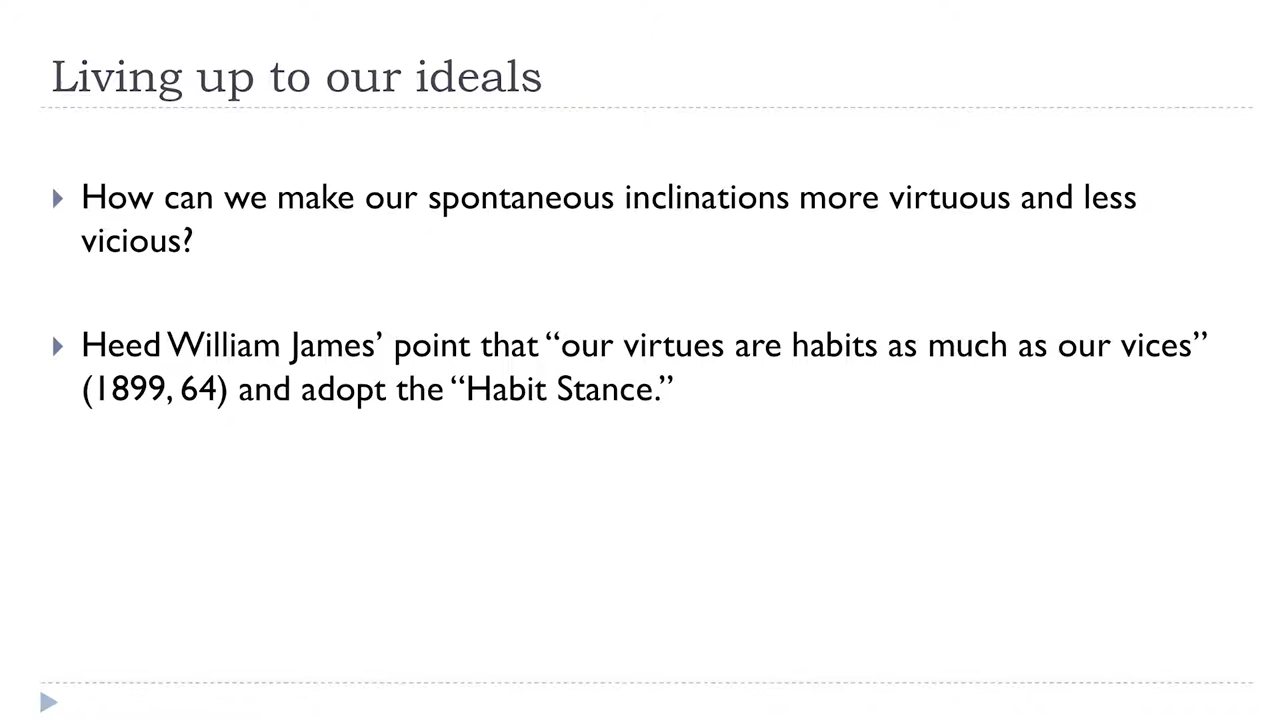 Living up to our ideals
How can we make our spontaneous inclinations more virtuous and less
vicious?
Heed William James’ point that “our virtues are habits as much as our vices”
(1899, 64) and adopt the “Habit Stance.”